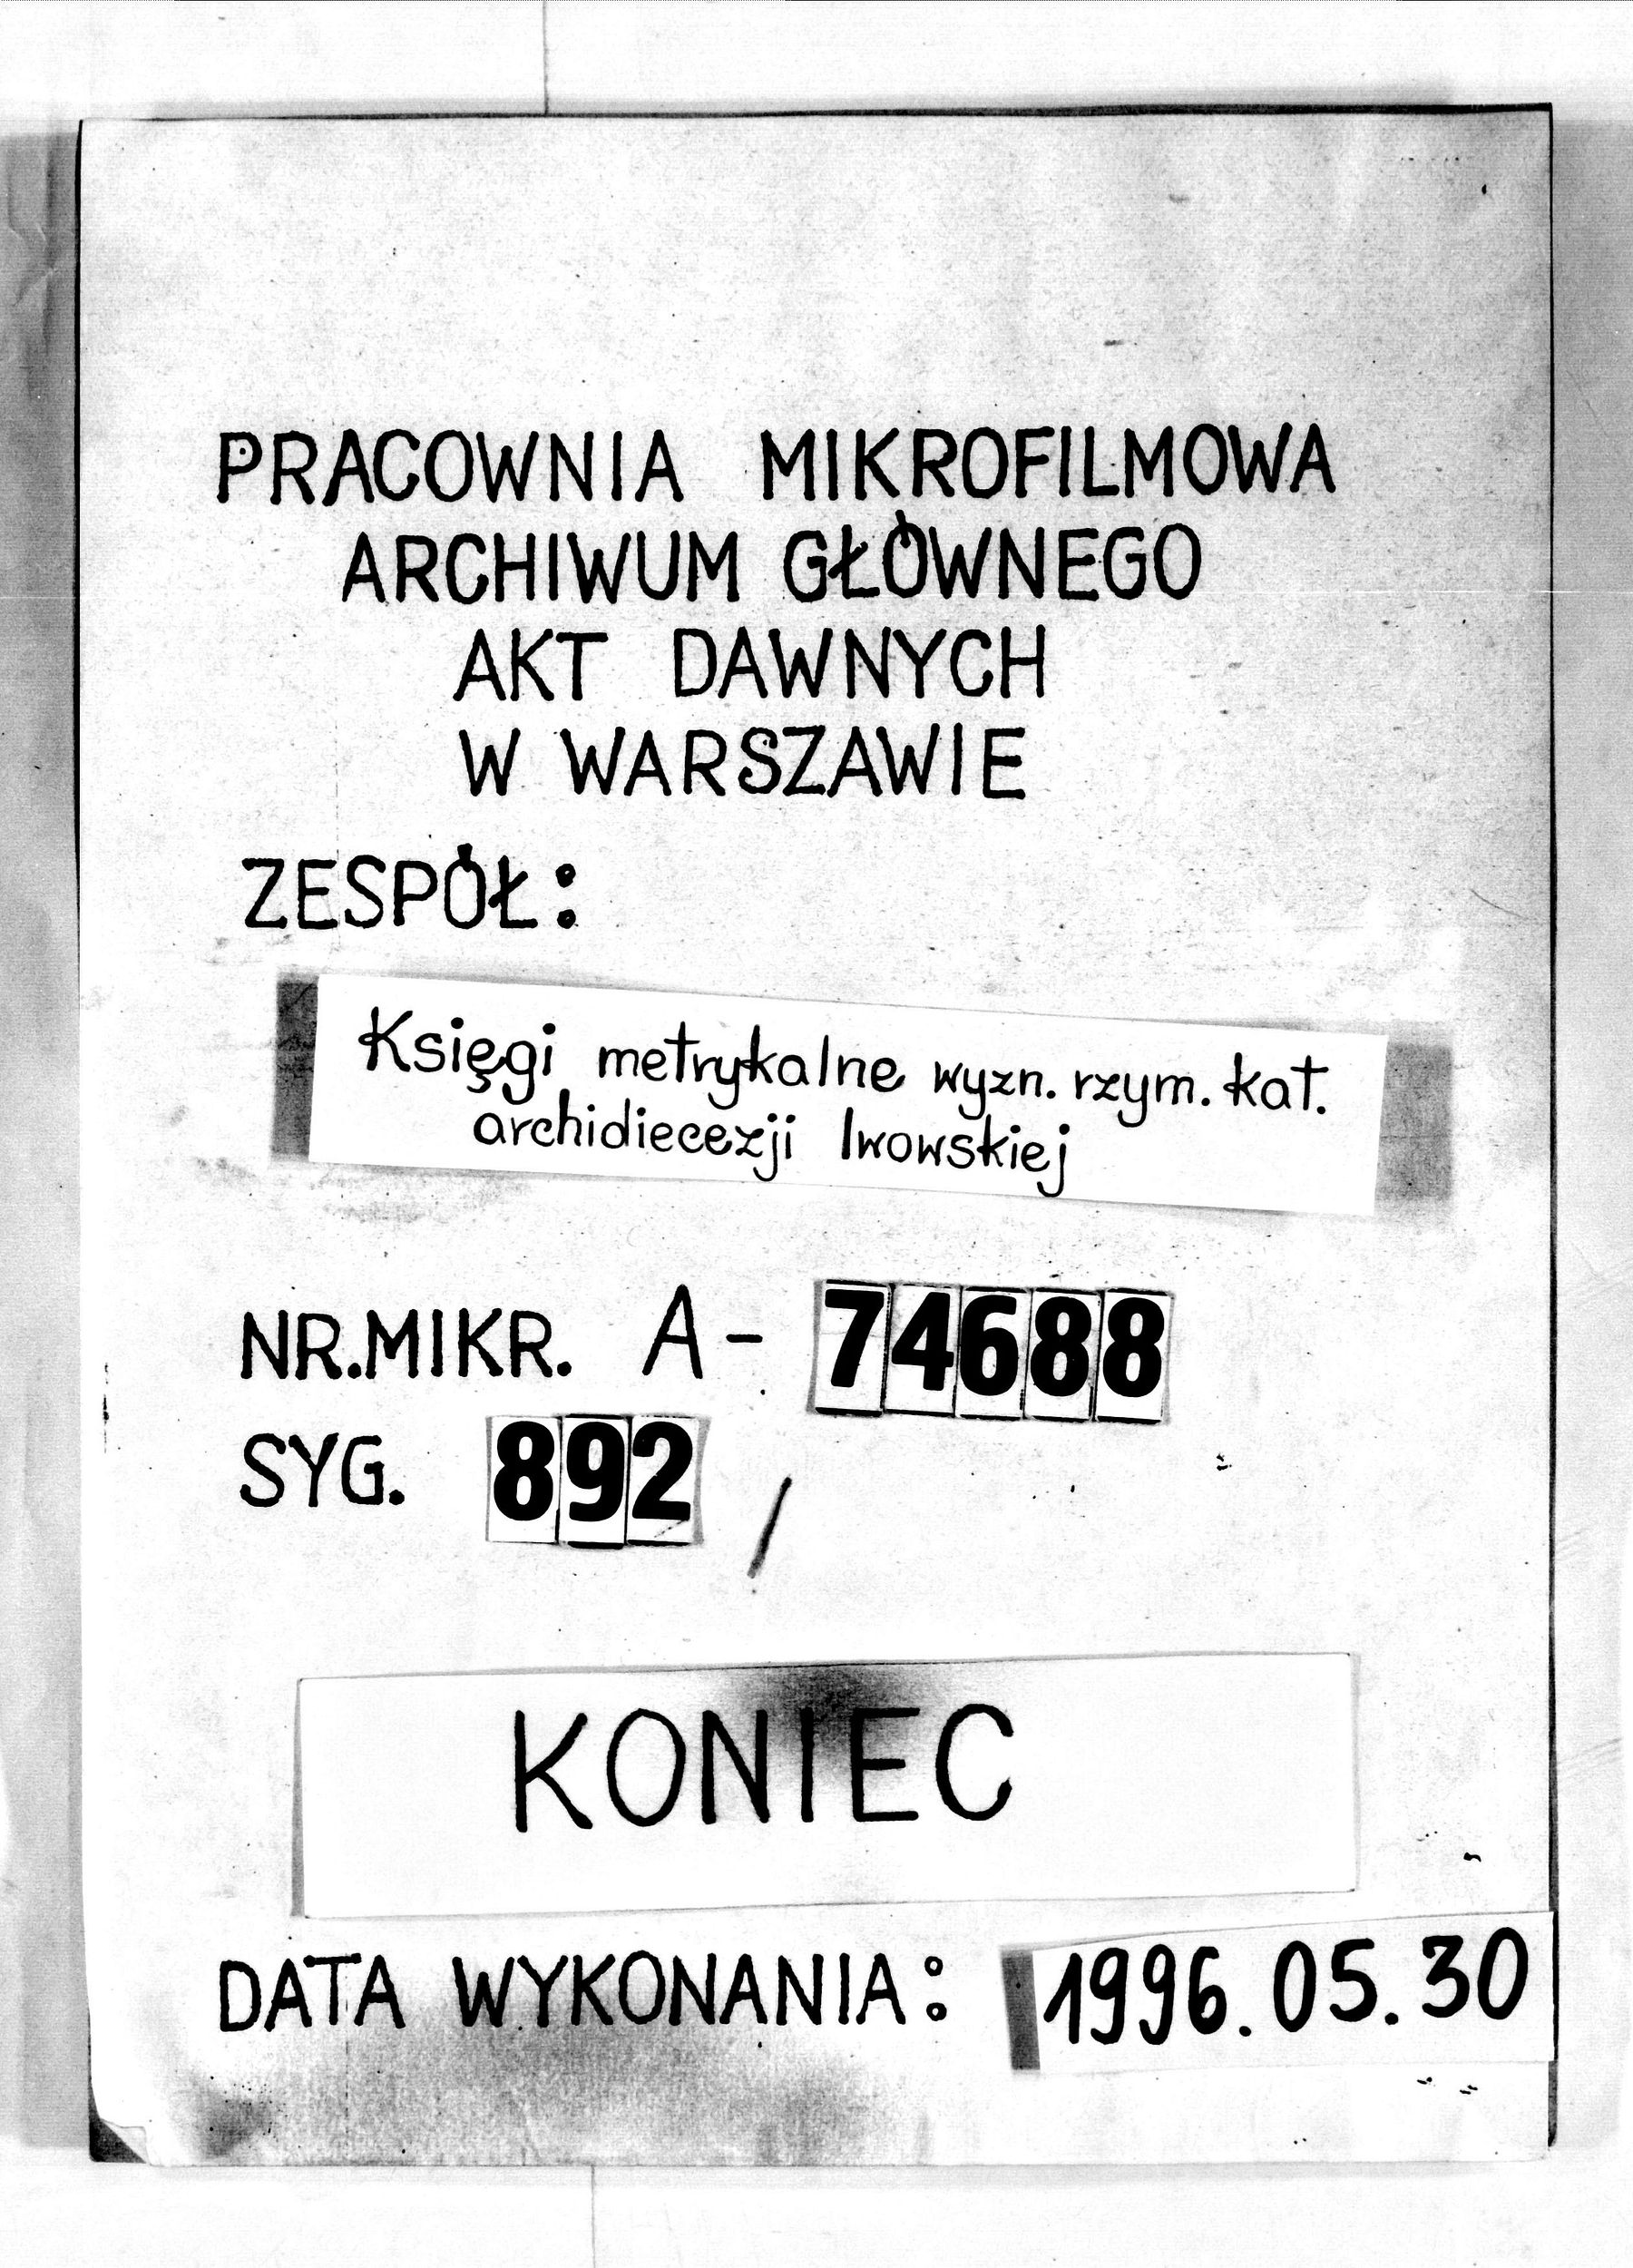 PRACOWNIA MIKROFILMOWA
ARCHIWUM GŁÓWNEGO
AKT DAWNYCH
W WARSZAWIE
ZESPÓŁ:
Księgi metrykalne wyzn. rzym. kat.
archidiecezji lwowskiej
NR.MIKR. A- 74688
SYG. 892 /
KONIEC
DATA WYKONANIA: 1996.05.30